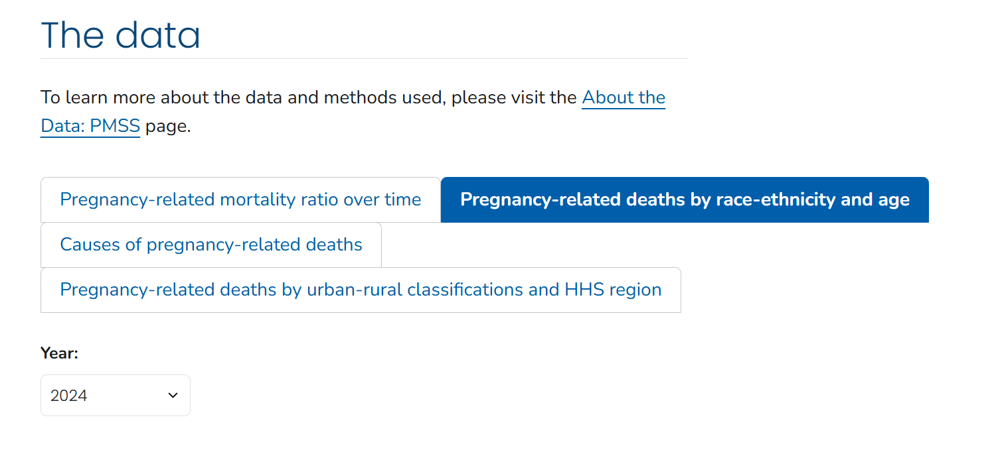 The data
To learn more about the data and methods used, please visit the About the
Data: PMSS page.
Pregnancy-related mortality ratio over time
Pregnancy-related deaths by race-ethnicity and age
Causes of pregnancy-related deaths
Pregnancy-related deaths by urban-rural classifications and HHS region
Year:
2024